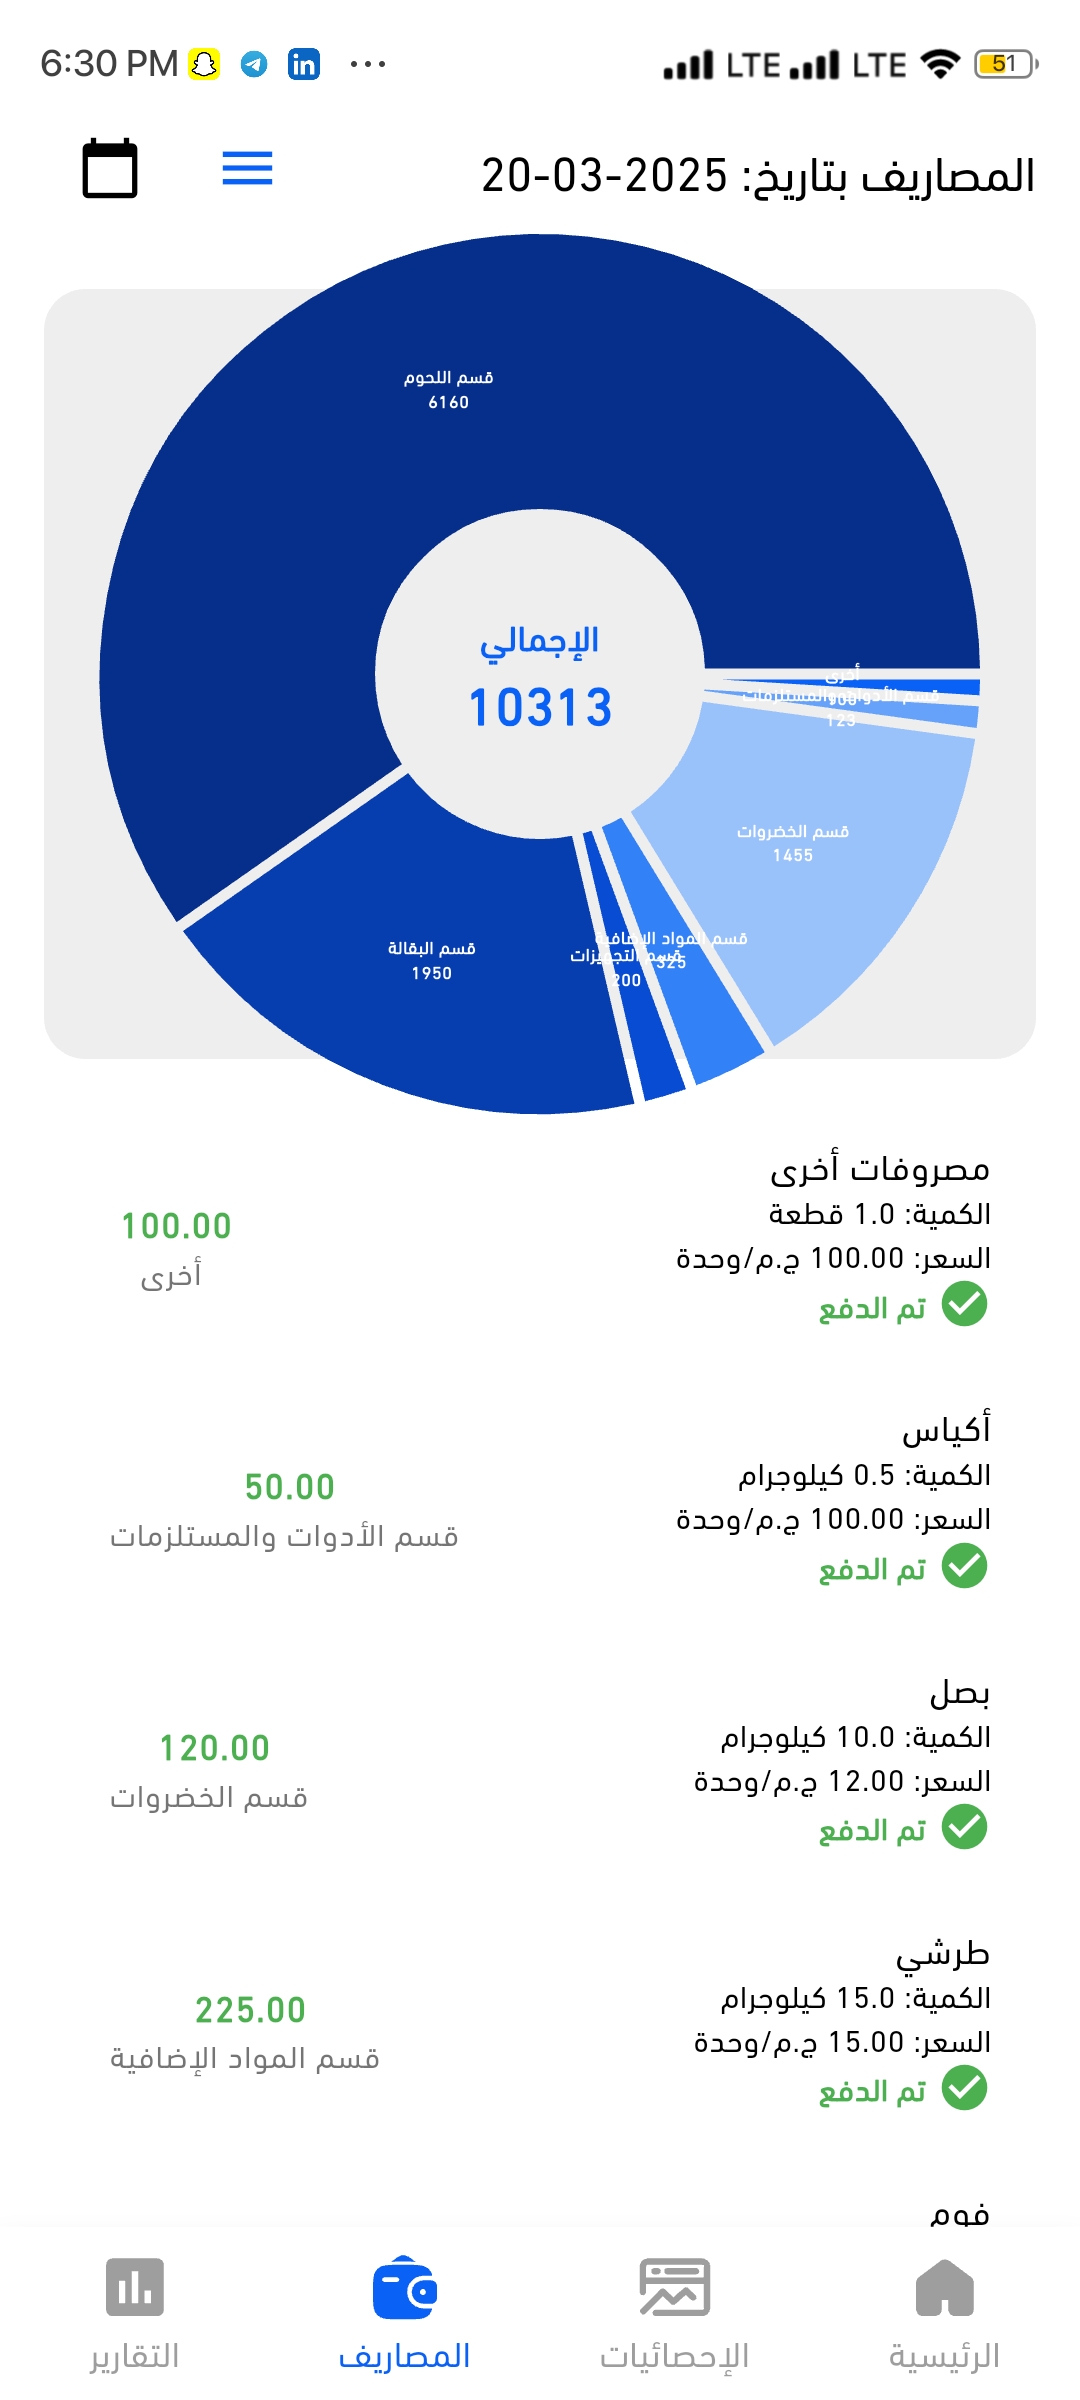 6:30 PM
LTE LTE 51
المصاريف بتاريخ: 2025-03-20
قسم اللحوم
6160
الإجمالي
10313
أخرى
100
قسم الأدوات والمستلزمات
123
قسم الخضروات
1455
قسم المواد الإضافية
325
قسم التجهيزات
200
قسم البقالة
1950
مصروفات أخرى
الكمية: 1.0 قطعة
السعر: 100.00 ج.م/وحدة
تم الدفع
100.00
أخرى
أكياس
الكمية: 0.5 كيلوجرام
السعر: 100.00 ج.م/وحدة
تم الدفع
50.00
قسم الأدوات والمستلزمات
بصل
الكمية: 10.0 كيلوجرام
السعر: 12.00 ج.م/وحدة
تم الدفع
120.00
قسم الخضروات
طرشي
الكمية: 15.0 كيلوجرام
السعر: 15.00 ج.م/وحدة
تم الدفع
225.00
قسم المواد الإضافية
فوم
الرئيسية
الإحصائيات
المصاريف
التقارير